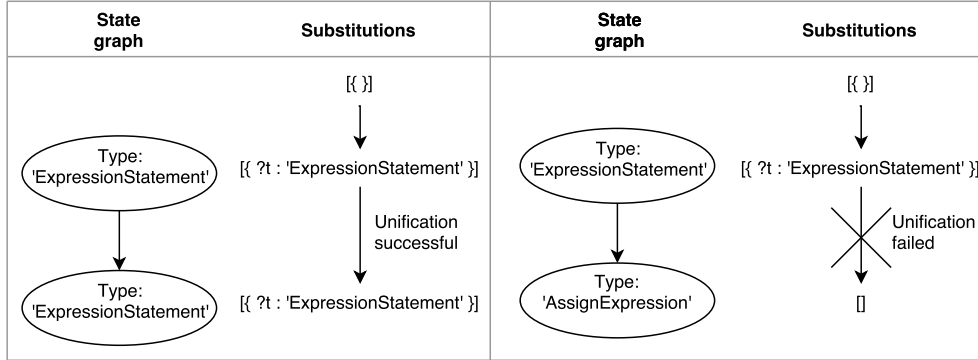 State
graph
Substitutions
[{ }]
Type:
'ExpressionStatement'
[{ ?t : 'ExpressionStatement' }]
Unification
successful
Type:
'ExpressionStatement'
[{ ?t : 'ExpressionStatement' }]
State
graph
Substitutions
[{ }]
Type:
'ExpressionStatement'
[{ ?t : 'ExpressionStatement' }]
Unification
failed
Type:
'AssignExpression'
[]